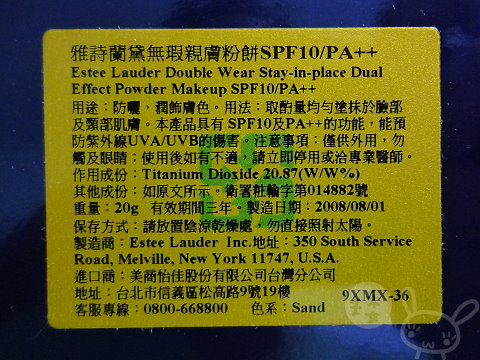 雅詩蘭黛無瑕親膚粉餅SPF10/PA++
Estee Lauder Double Wear Stay-in-place Dual
Effect Powder Makeup SPF10/PA++
用途：防曬，潤飾膚色。用法：取酌量均勻塗抹於臉部
及頸部肌膚。本產品具有SPF10及PA++的功能，能預
防紫外線UVA/UVB的傷害。注意事項：僅供外用，勿
觸及眼睛；使用後如有不適，請立即停用或洽專業醫師。
作用成份：Titanium Dioxide 20.87(W/W%)
其他成份：如原文所示。衛署粧輸字第014882號
重量：20g 有效期間三年。製造日期：2008/08/01
保存方式：請放置陰涼乾燥處，勿直接照射太陽。
製造商：Estee Lauder Inc.地址：350 South Service
Road, Melville, New York 11747, U.S.A.
進口商：美商怡佳股份有限公司台灣分公司
地址：台北市信義區松高路9號19樓 9XMX-36
客服專線：0800-668800 色系：Sand